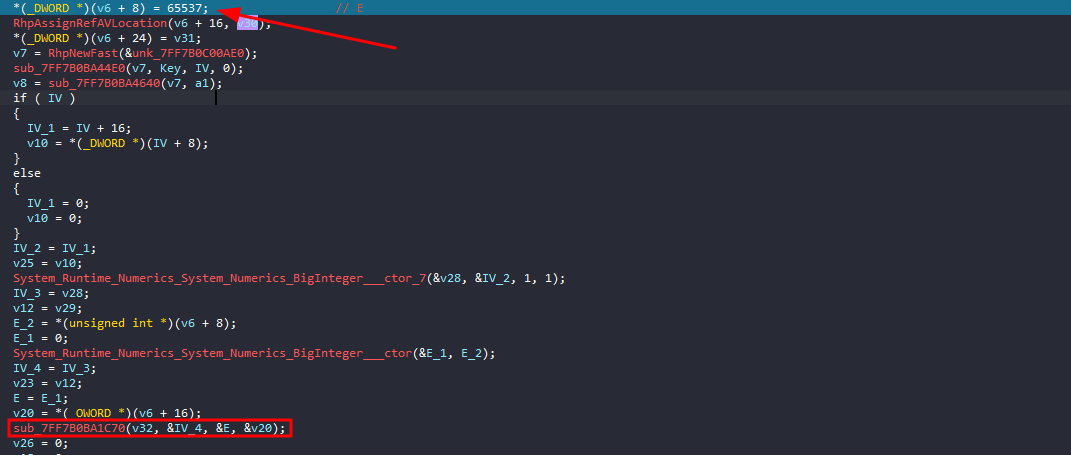 *(_DWORD *)(v6 + 8) = 65537; // E
RhpAssignRefAVLocation(v6 + 16, v30);
*(_DWORD *)(v6 + 24) = v31;
v7 = RhpNewFast(&unk_7FF7B0C00AE0);
sub_7FF7B0BA44E0(v7, Key, IV, 0);
v8 = sub_7FF7B0BA4640(v7, a1);
if ( IV )
{
IV_1 = IV + 16;
v10 = *(_DWORD *)(IV + 8);
}
else
{
IV_1 = 0;
v10 = 0;
}
IV_2 = IV_1;
v25 = v10;
System_Runtime_Numerics_System_Numerics_BigInteger___ctor_7(&v28, &IV_2, 1, 1);
IV_3 = v28;
v12 = v29;
E_2 = *(unsigned int *)(v6 + 8);
E_1 = 0;
System_Runtime_Numerics_System_Numerics_BigInteger___ctor(&E_1, E_2);
IV_4 = IV_3;
v23 = v12;
E = E_1;
v20 = *(_OWORD *)(v6 + 16);
sub_7FF7B0BA1C70(v32, &IV_4, &E, &v20);
v26 = 0;